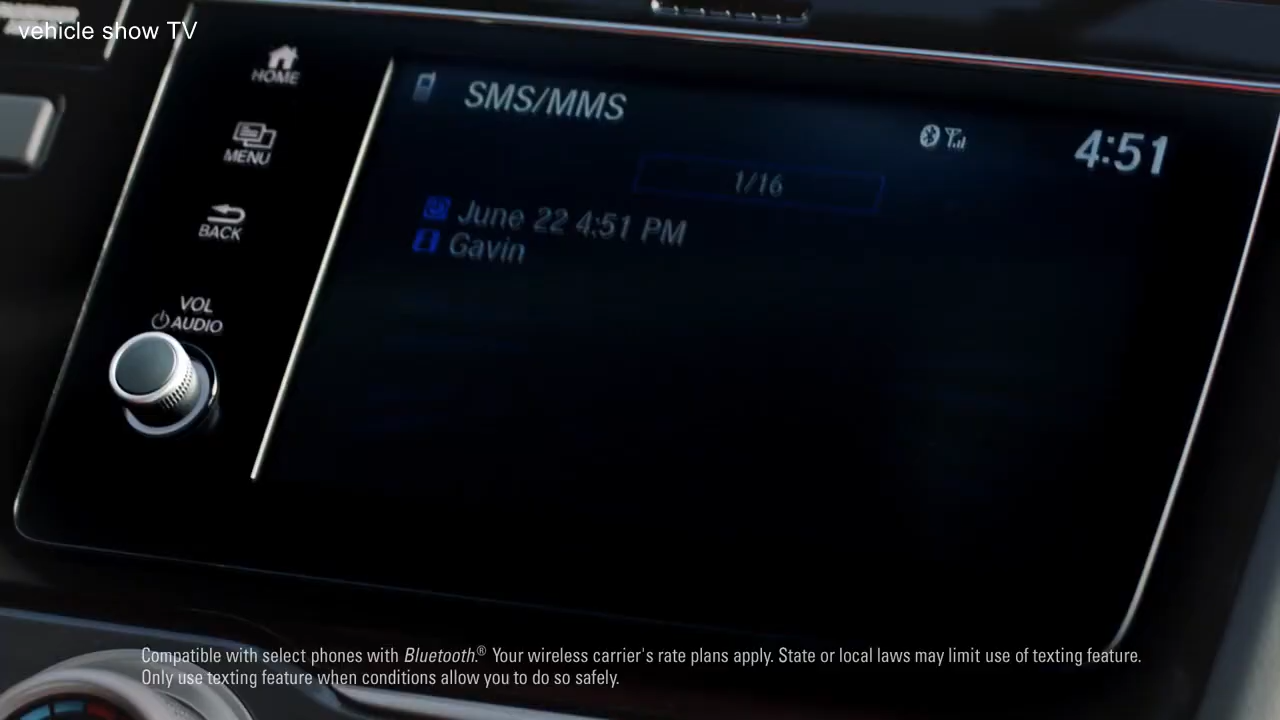 vehicle show TV
HOME
SMS/MMS
4:51
MENU
1/16
June 22 4:51 PM
BACK
Gavin
VOL
AUDIO
Compatible with select phones with Bluetooth.® Your wireless carrier's rate plans apply. State or local laws may limit use of texting feature.
Only use texting feature when conditions allow you to do so safely.